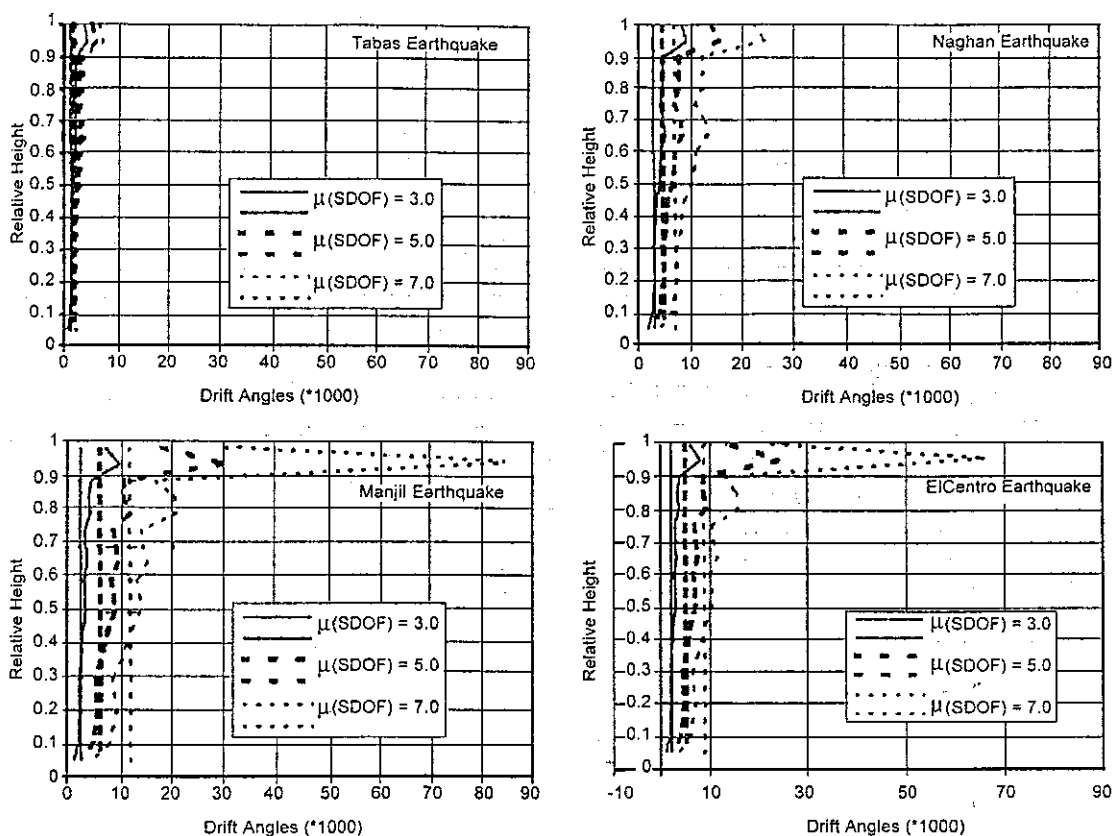 Tabas Earthquake
Relative Height
1
0.9
0.8
0.7
0.6
0.5
0.4
0.3
0.2
0.1
0
μ(SDOF) = 3.0
μ(SDOF) = 5.0
μ(SDOF) = 7.0
0 10 20 30 40 50 60 70 80 90
Drift Angles (*1000)
Naghan Earthquake
Relative Height
1
0.9
0.8
0.7
0.6
0.5
0.4
0.3
0.2
0.1
0
μ(SDOF) = 3.0
μ(SDOF) = 5.0
μ(SDOF) = 7.0
0 10 20 30 40 50 60 70 80 90
Drift Angles (*1000)
Manjil Earthquake
Relative Height
1
0.9
0.8
0.7
0.6
0.5
0.4
0.3
0.2
0.1
0
μ(SDOF) = 3.0
μ(SDOF) = 5.0
μ(SDOF) = 7.0
0 10 20 30 40 50 60 70 80 90
Drift Angles (*1000)
ElCentro Earthquake
Relative Height
1
0.9
0.8
0.7
0.6
0.5
0.4
0.3
0.2
0.1
0
μ(SDOF) = 3.0
μ(SDOF) = 5.0
μ(SDOF) = 7.0
-10 10 30 50 70 90
Drift Angles (*1000)